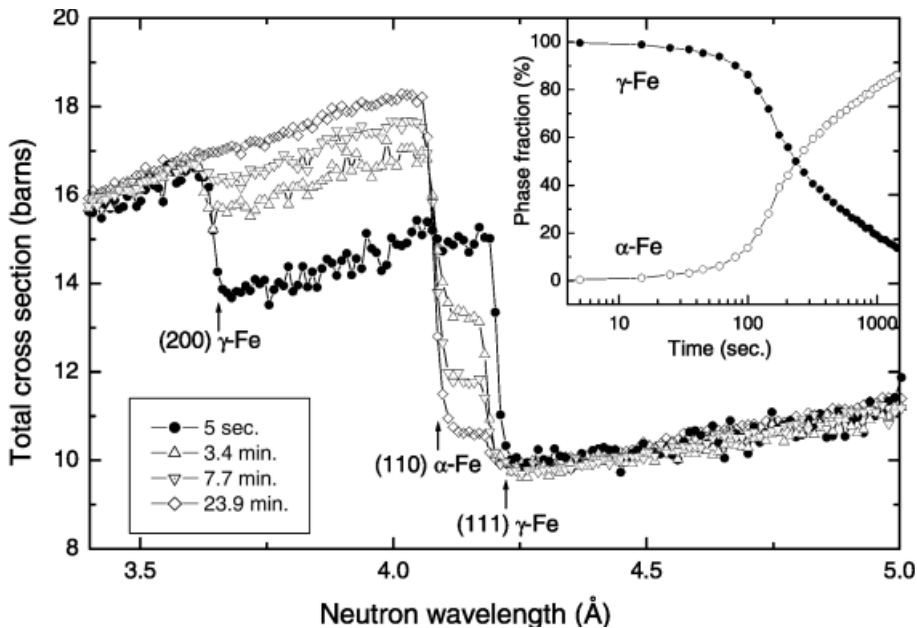 20
18
16
14
12
10
8
Total cross section (barns)
3.5
4.0
4.5
5.0
Neutron wavelength (Å)
(200) γ-Fe
(110) α-Fe
(111) γ-Fe
5 sec.
3.4 min.
7.7 min.
23.9 min.
100
80
60
40
20
0
Phase fraction (%)
γ-Fe
α-Fe
10
100
1000
Time (sec.)